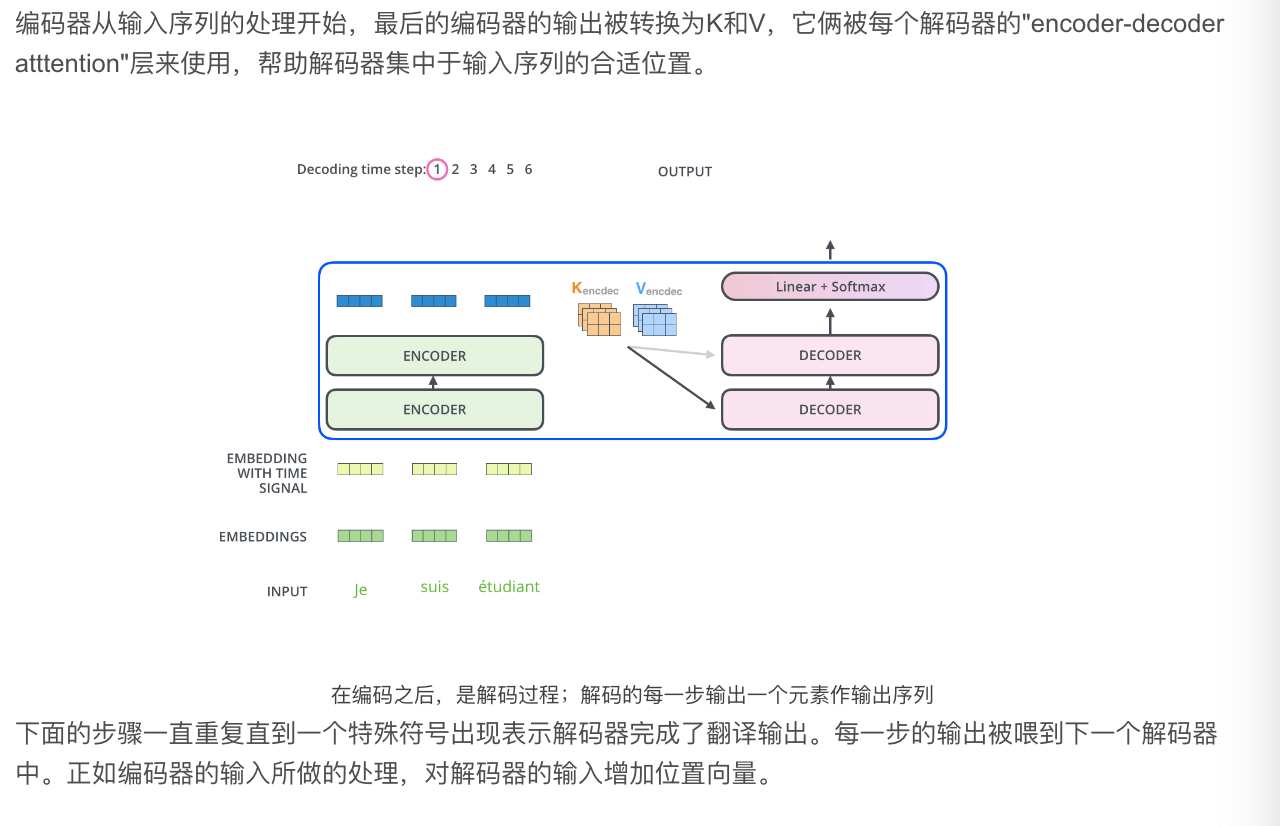 编码器从输入序列的处理开始，最后的编码器的输出被转换为K和V，它俩被每个解码器的"encoder-decoder
atttention"层来使用，帮助解码器集中于输入序列的合适位置。
Decoding time step: 1 2 3 4 5 6
OUTPUT
Kencdec
Vencdec
Linear + Softmax
ENCODER
DECODER
ENCODER
DECODER
EMBEDDING
WITH TIME
SIGNAL
EMBEDDINGS
INPUT
Je
suis
étudiant
在编码之后，是解码过程；解码的每一步输出一个元素作输出序列
下面的步骤一直重复直到一个特殊符号出现表示解码器完成了翻译输出。每一步的输出被喂到下一个解码器
中。正如编码器的输入所做的处理，对解码器的输入增加位置向量。